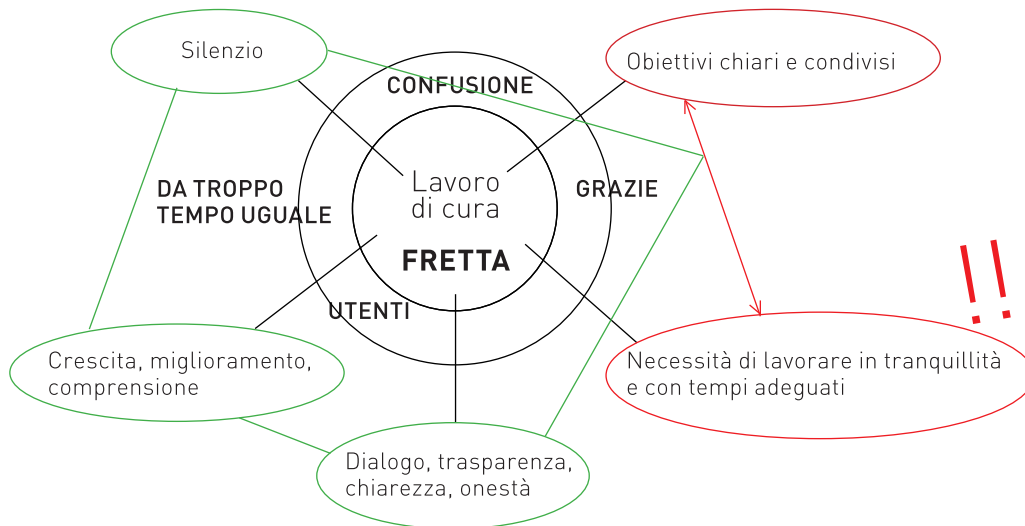 Silenzio
Obiettivi chiari e condivisi
CONFUSIONE
DA TROPPO
TEMPO UGUALE
Lavoro
di cura
FRETTA
GRAZIE
UTENTI
!!
Crescita, miglioramento,
comprensione
Necessità di lavorare in tranquillità
e con tempi adeguati
Dialogo, trasparenza,
chiarezza, onestà